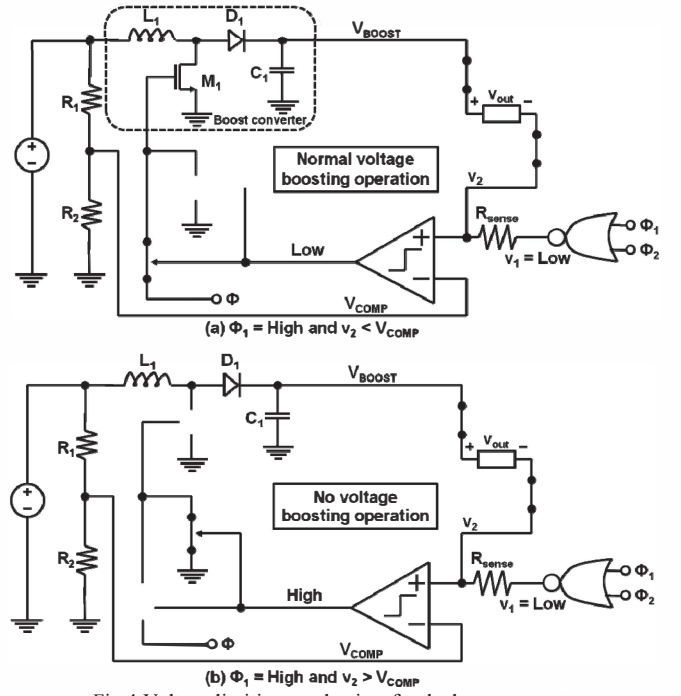 L1
D1
VBOOST
C1
M1
Boost converter
R1
+ Vout −
+
−
Normal voltage
boosting operation
v2
R2
Rsense
Φ1
Φ2
v1 = Low
Low
+
−
Φ
VCOMP
(a) Φ1 = High and v2 < VCOMP
L1
D1
VBOOST
C1
R1
+ Vout −
+
−
No voltage
boosting operation
v2
R2
Rsense
Φ1
Φ2
v1 = Low
High
+
−
Φ
VCOMP
(b) Φ1 = High and v2 > VCOMP